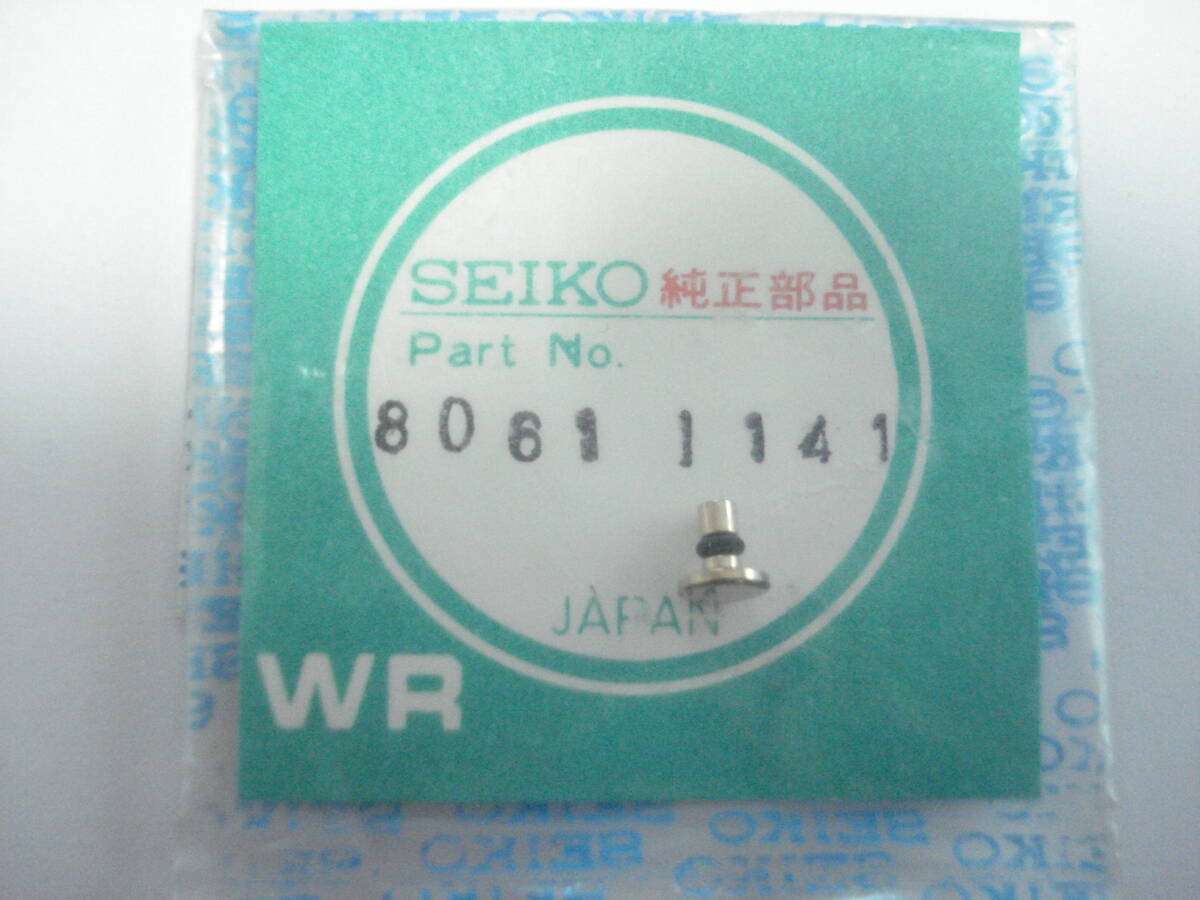 SEIKO 純正部品
Part No.
8061 1141
JAPAN
WR